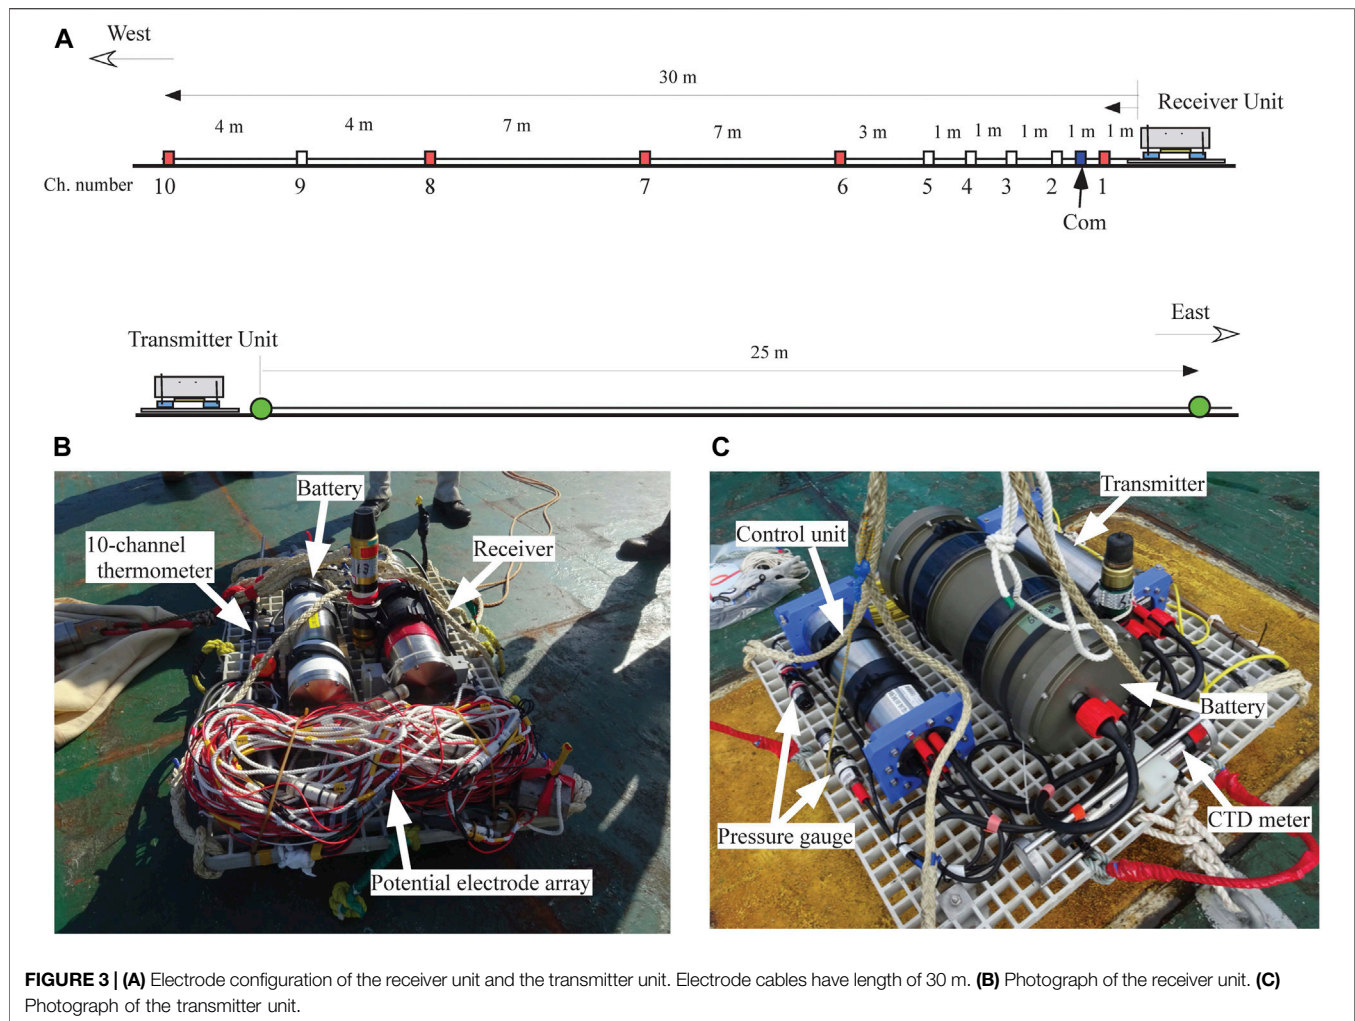 A
West
30 m
Receiver Unit
4 m 4 m 7 m 7 m 3 m 1 m 1 m 1 m 1 m 1 m
Ch. number 10 9 8 7 6 5 4 3 2 1
Com
East
Transmitter Unit
25 m
B
Battery
10-channel
thermometer
Receiver
Potential electrode array
C
Transmitter
Control unit
Battery
Pressure gauge
CTD meter
FIGURE 3 | (A) Electrode configuration of the receiver unit and the transmitter unit. Electrode cables have length of 30 m. (B) Photograph of the receiver unit. (C)
Photograph of the transmitter unit.